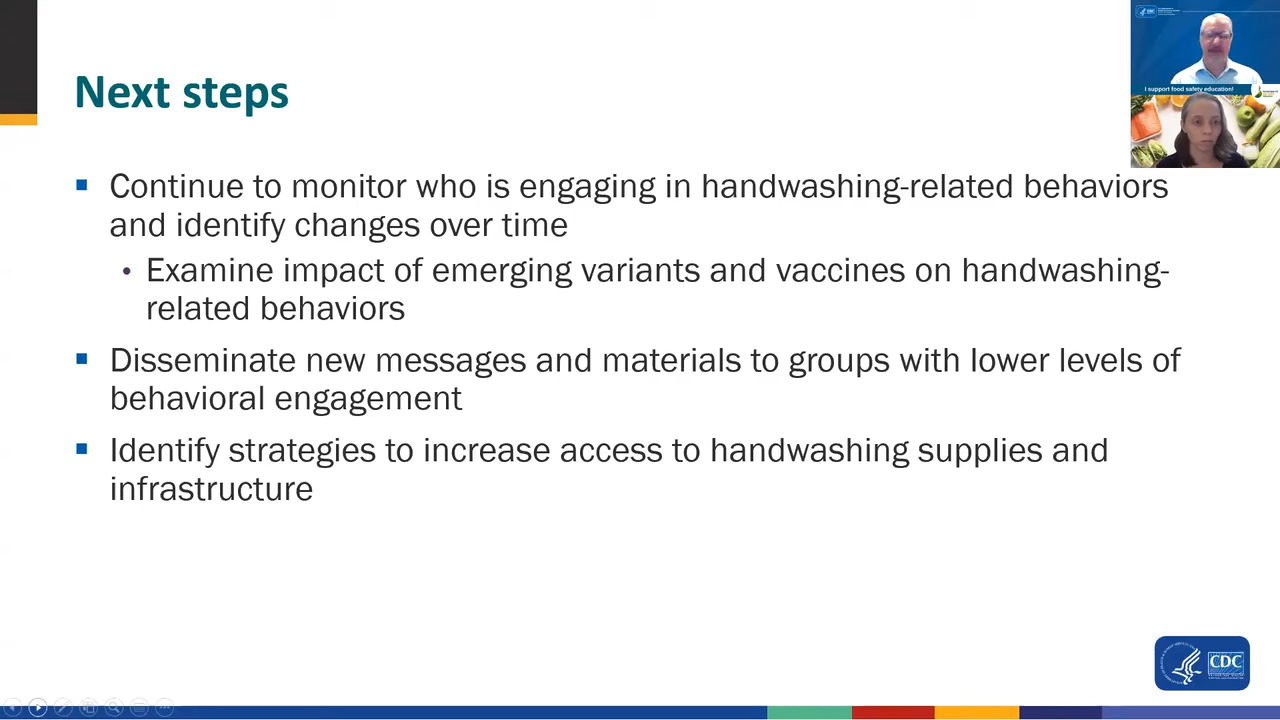 CDC
I support food safety education!
Next steps
Continue to monitor who is engaging in handwashing-related behaviors
and identify changes over time
Examine impact of emerging variants and vaccines on handwashing-
related behaviors
Disseminate new messages and materials to groups with lower levels of
behavioral engagement
Identify strategies to increase access to handwashing supplies and
infrastructure
CDC